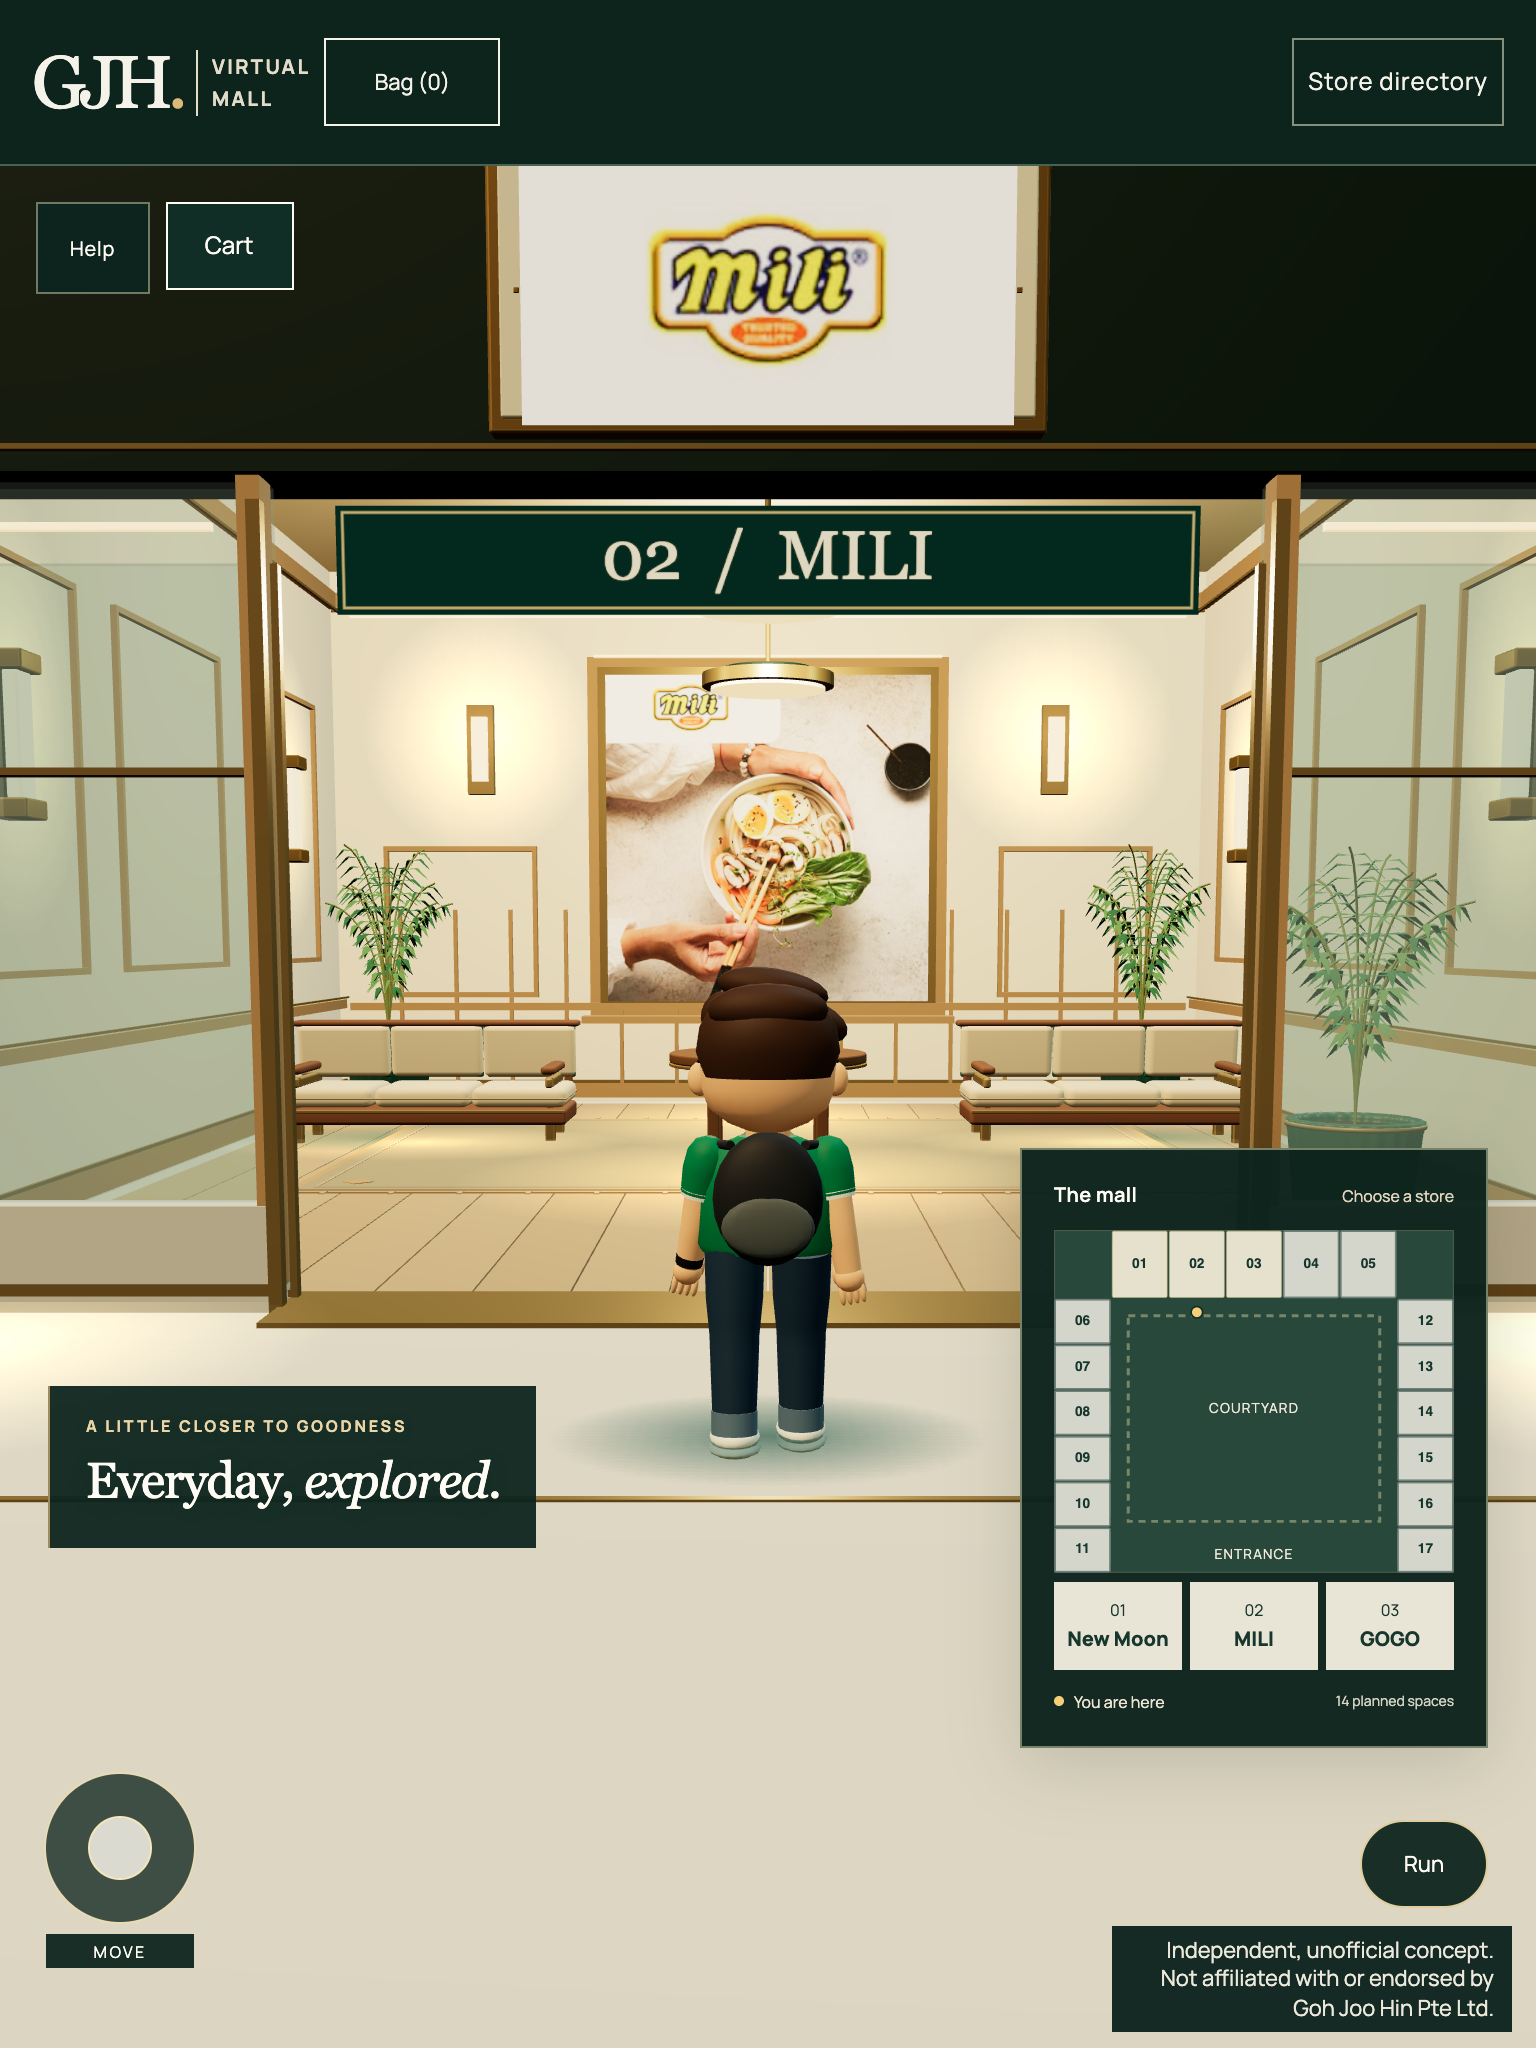 GJH.
VIRTUAL
MALL
Bag (0)
Store directory
Help
Cart
mili®
TRUSTED
QUALITY
02 / MILI
mili
The mall
Choose a store
01
02
03
04
05
06
12
07
13
08
COURTYARD
14
09
15
10
16
11
ENTRANCE
17
01
New Moon
02
MILI
03
GOGO
You are here
14 planned spaces
A LITTLE CLOSER TO GOODNESS
Everyday, explored.
MOVE
Run
Independent, unofficial concept.
Not affiliated with or endorsed by
Goh Joo Hin Pte Ltd.